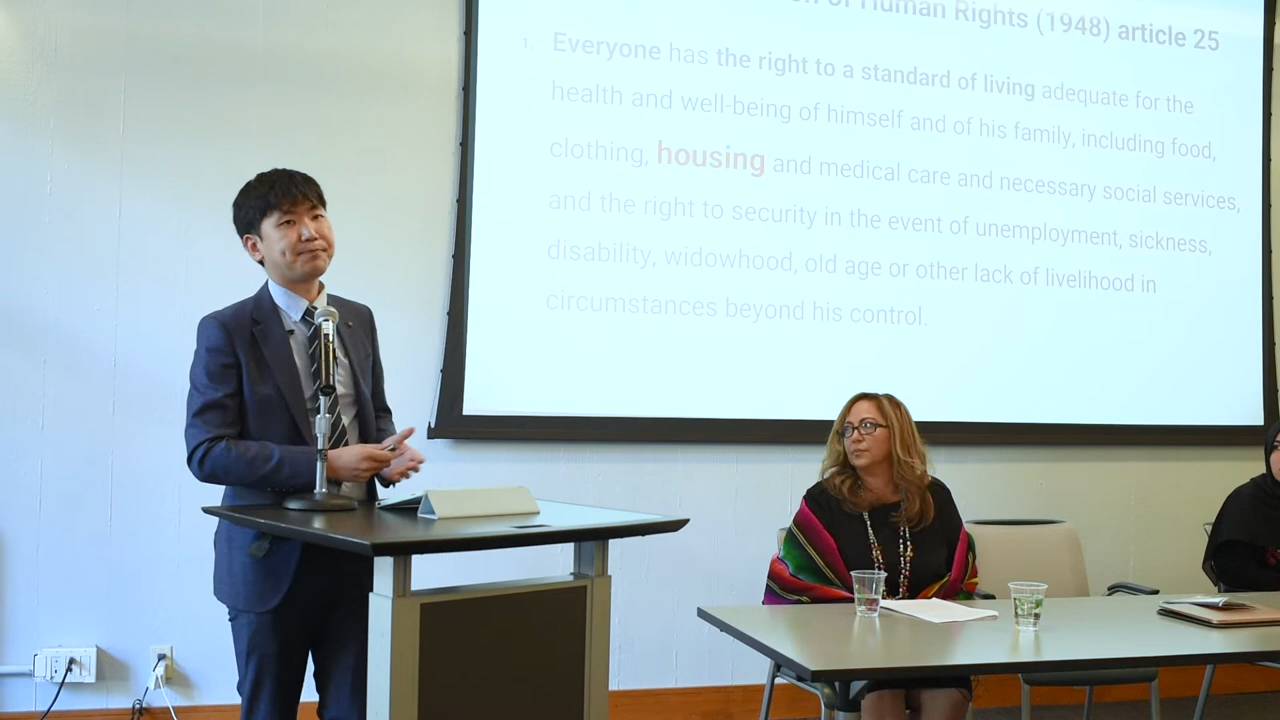 of Human Rights (1948) article 25
1. Everyone has the right to a standard of living adequate for the
health and well-being of himself and of his family, including food,
clothing, housing and medical care and necessary social services,
and the right to security in the event of unemployment, sickness,
disability, widowhood, old age or other lack of livelihood in
circumstances beyond his control.